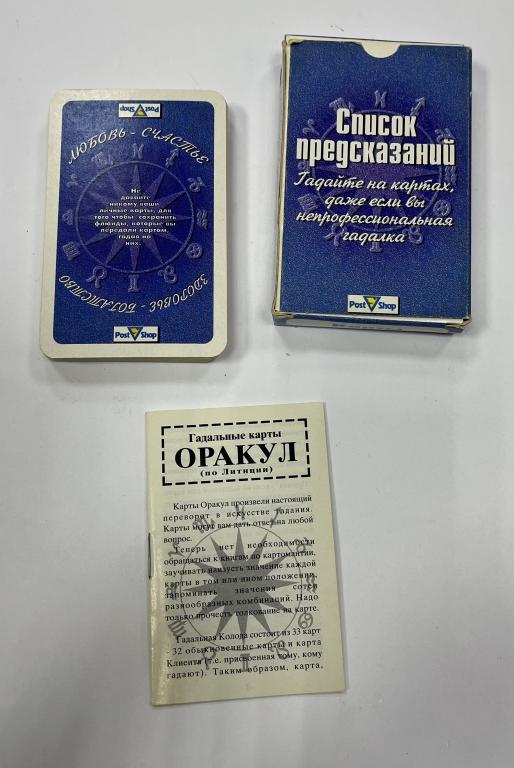 Post Shop
ЛЮБОВЬ - СЧАСТЬЕ
Не
давайте
никому ваши
личные карты, для
того чтобы сохранить
флюиды, которые вы
передали картам,
гадая на
них.
ЗДОРОВЬЕ - БОГАТСТВО
Post Shop
Список
предсказаний
Гадайте на картах,
даже если вы
непрофессиональная
гадалка
Post Shop
Гадальные карты
ОРАКУЛ
(по Литиции)
Карты Оракул произвели настоящий
переворот в искусстве гадания.
Карты могут вам дать ответ на любой
вопрос.
Теперь нет необходимости
обращаться к книгам по картомантии,
заучивать наизусть значение каждой
карты в том или ином положении,
запоминать значения сотен
разнообразных комбинаций. Надо
только прочесть толкование на карте.
Гадальная Колода состоит из 33 карт
- 32 обыкновенные карты и карта
Клиента (т.е. присвоенная тому, кому
гадают). Таким образом, карта,